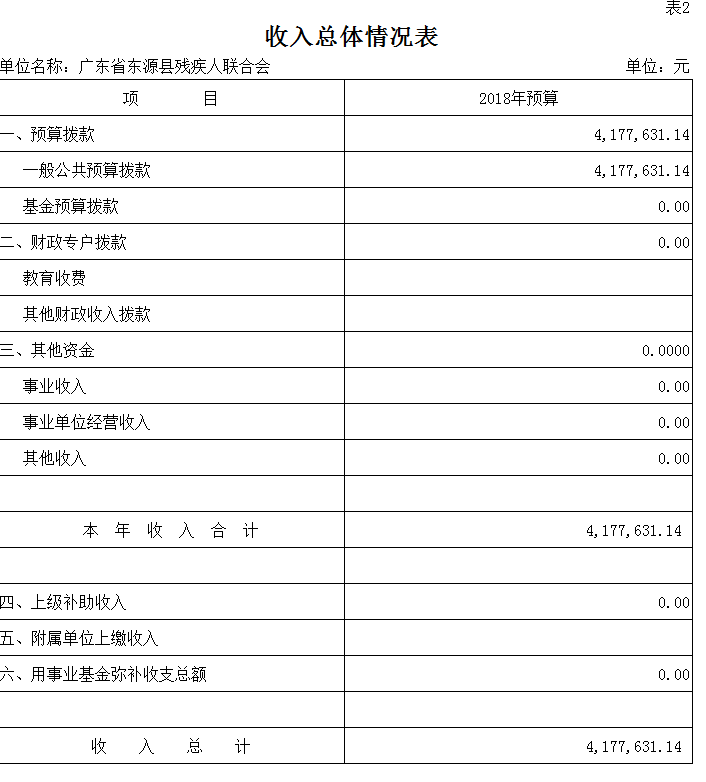 表2
收入总体情况表
单位名称：广东省东源县残疾人联合会 单位：元
项 目 2018年预算
一、预算拨款 4,177,631.14
一般公共预算拨款 4,177,631.14
基金预算拨款 0.00
二、财政专户拨款 0.00
教育收费
其他财政收入拨款
三、其他资金 0.0000
事业收入 0.00
事业单位经营收入 0.00
其他收入 0.00
本 年 收 入 合 计 4,177,631.14
四、上级补助收入 0.00
五、附属单位上缴收入
六、用事业基金弥补收支总额 0.00
收 入 总 计 4,177,631.14